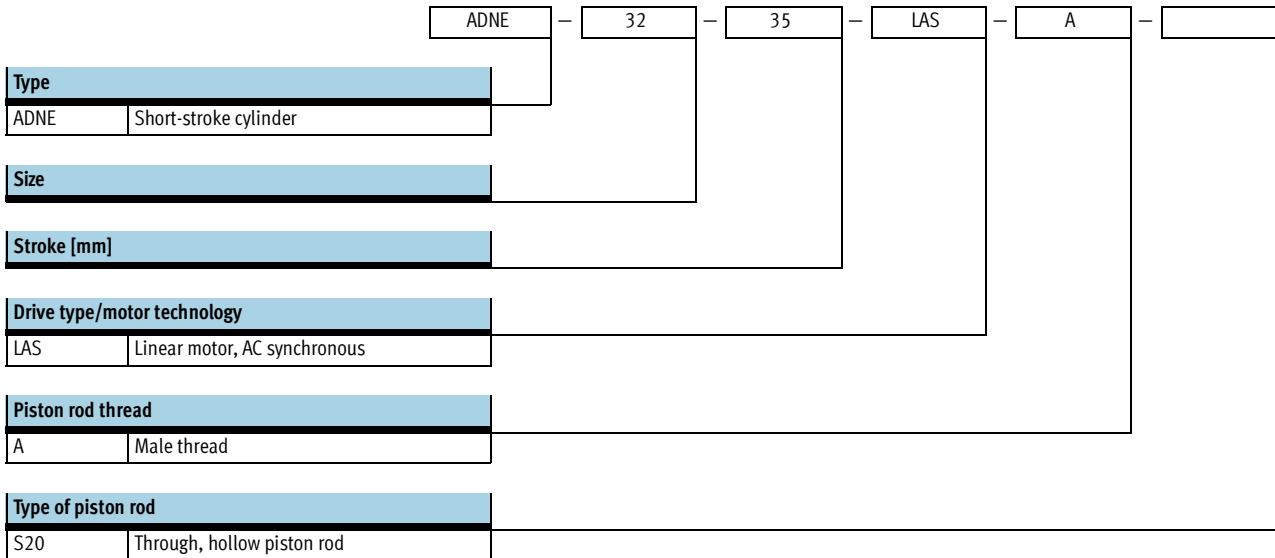 ADNE – 32 – 35 – LAS – A –
Type
ADNE Short-stroke cylinder
Size
Stroke [mm]
Drive type/motor technology
LAS Linear motor, AC synchronous
Piston rod thread
A Male thread
Type of piston rod
S20 Through, hollow piston rod